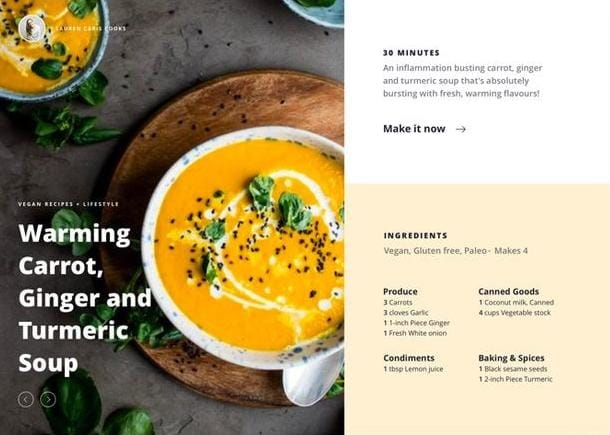 LAUREN CARIS COOKS
VEGAN RECIPES + LIFESTYLE
Warming
Carrot,
Ginger and
Turmeric
Soup
30 MINUTES
An inflammation busting carrot, ginger
and turmeric soup that's absolutely
bursting with fresh, warming flavours!
Make it now →
INGREDIENTS
Vegan, Gluten free, Paleo - Makes 4
Produce
3 Carrots
3 cloves Garlic
1 1-inch Piece Ginger
1 Fresh White onion
Canned Goods
1 Coconut milk, Canned
4 cups Vegetable stock
Condiments
1 tbsp Lemon juice
Baking & Spices
1 Black sesame seeds
1 2-inch Piece Turmeric